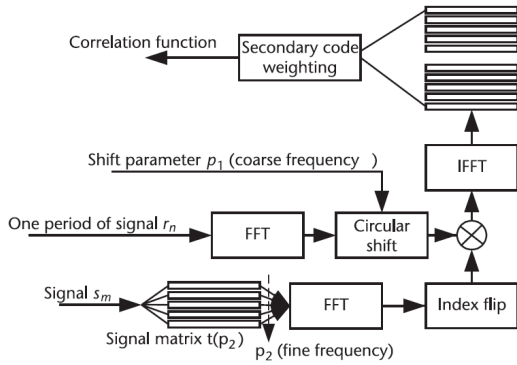 Correlation function
Secondary code
weighting
Shift parameter p₁ (coarse frequency )
IFFT
One period of signal rₙ
FFT
Circular
shift
Signal sₘ
FFT
Index flip
Signal matrix t(p₂)
p₂ (fine frequency)